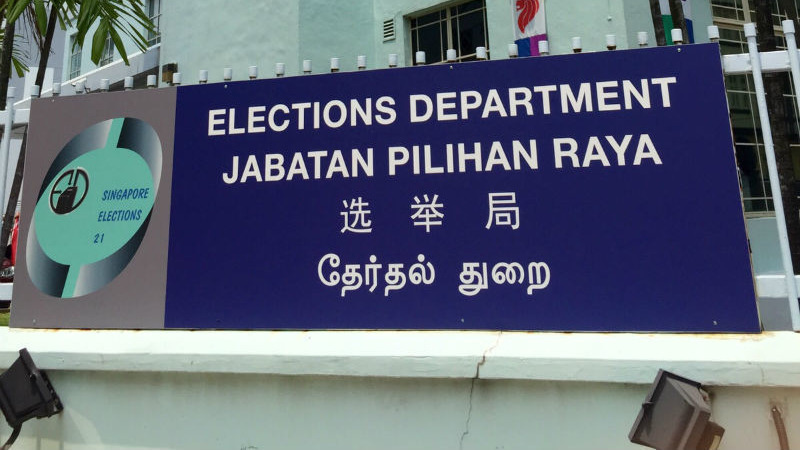 ELECTIONS DEPARTMENT
JABATAN PILIHAN RAYA
选举局
தேர்தல் துறை
SINGAPORE
ELECTIONS
21